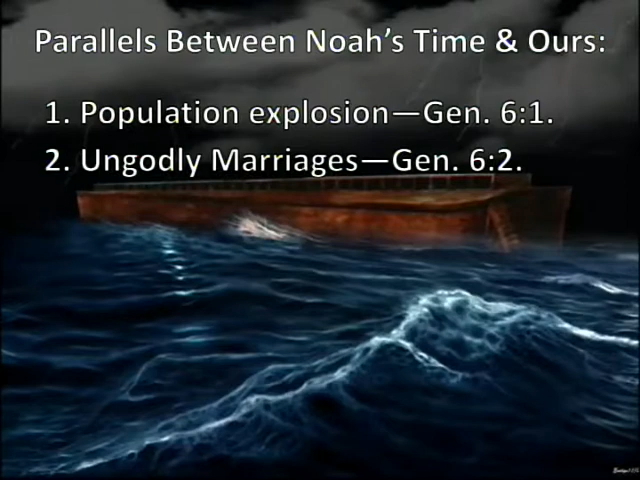 Parallels Between Noah's Time & Ours:
1. Population explosion—Gen. 6:1.
2. Ungodly Marriages—Gen. 6:2.